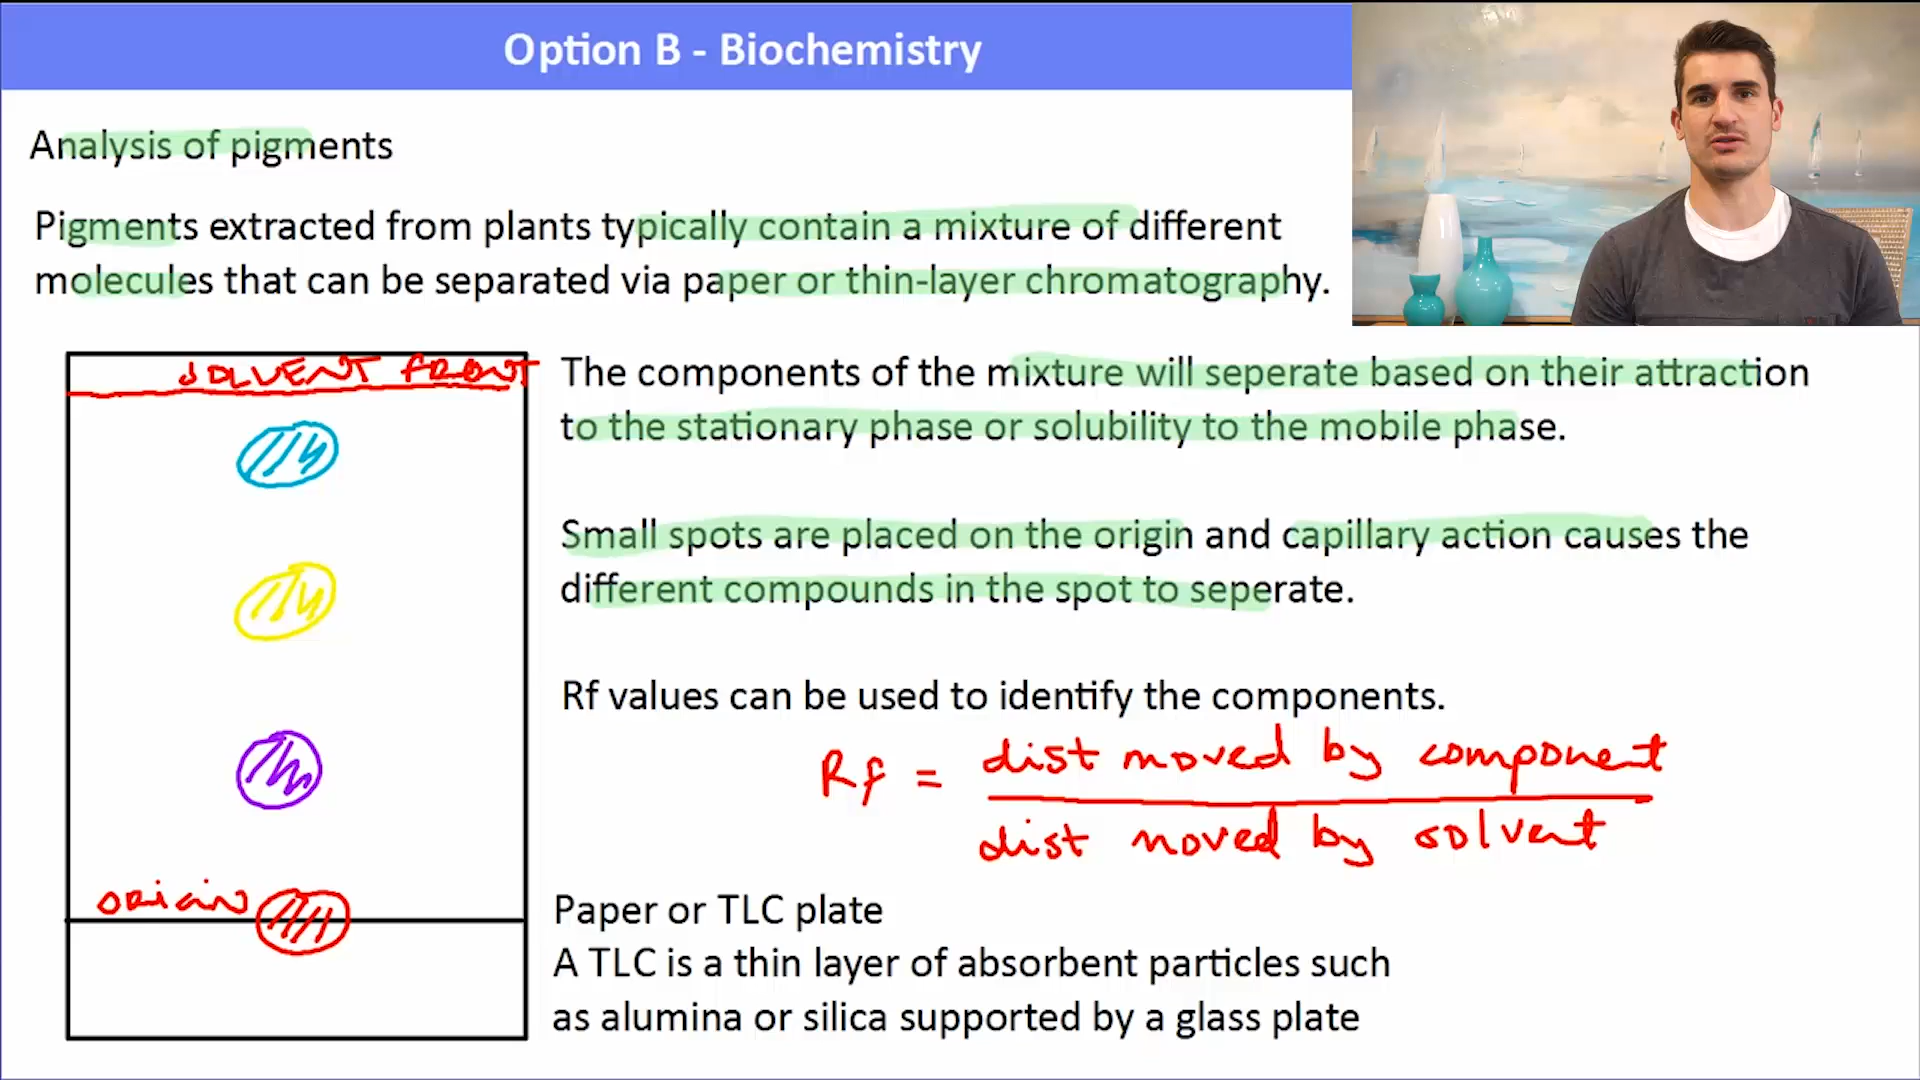 Option B - Biochemistry
Analysis of pigments
Pigments extracted from plants typically contain a mixture of different
molecules that can be separated via paper or thin-layer chromatography.
SOLVENT FRONT
The components of the mixture will seperate based on their attraction
to the stationary phase or solubility to the mobile phase.
Small spots are placed on the origin and capillary action causes the
different compounds in the spot to seperate.
Rf values can be used to identify the components.
Rf = dist moved by component
dist moved by solvent
ORIGIN
Paper or TLC plate
A TLC is a thin layer of absorbent particles such
as alumina or silica supported by a glass plate